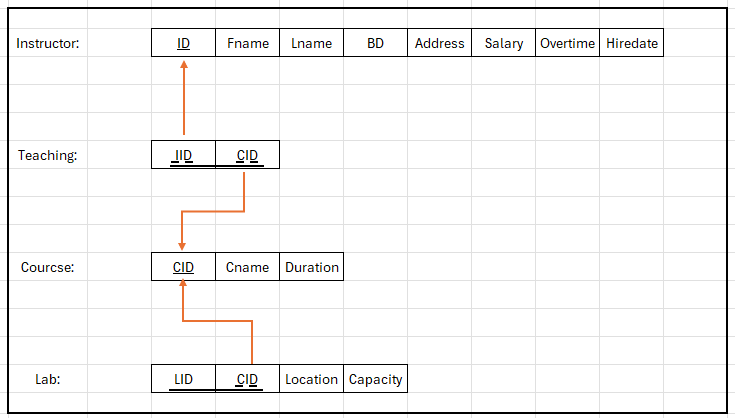 Instructor: ID Fname Lname BD Address Salary Overtime Hiredate
Teaching: IID CID
Courcse: CID Cname Duration
Lab: LID CID Location Capacity